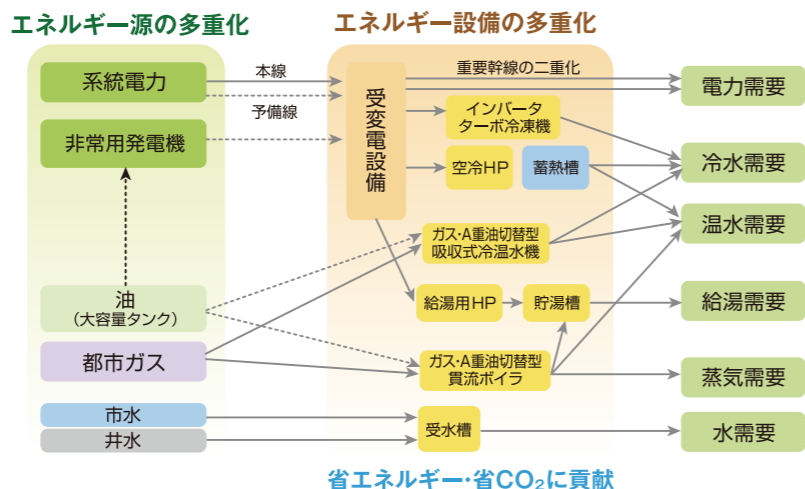 エネルギー源の多重化
エネルギー設備の多重化
系統電力
本線
予備線
非常用発電機
油
(大容量タンク)
都市ガス
市水
井水
受変電設備
重要幹線の二重化
インバータ
ターボ冷凍機
空冷HP
蓄熱槽
ガス・A重油切替型
吸収式冷温水機
給湯用HP
貯湯槽
ガス・A重油切替型
貫流ボイラ
受水槽
電力需要
冷水需要
温水需要
給湯需要
蒸気需要
水需要
省エネルギー・省CO₂に貢献